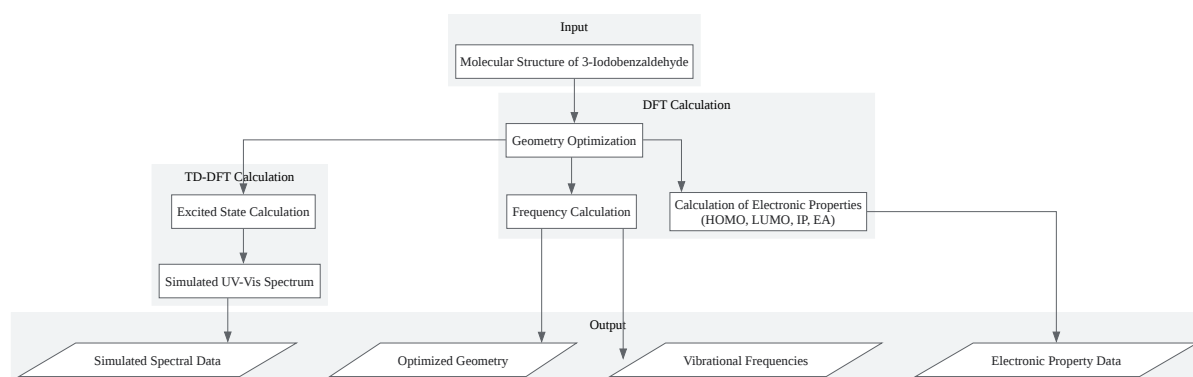 Input
Molecular Structure of 3-Iodobenzaldehyde
DFT Calculation
Geometry Optimization
TD-DFT Calculation
Excited State Calculation
Frequency Calculation
Calculation of Electronic Properties
(HOMO, LUMO, IP, EA)
Simulated UV-Vis Spectrum
Output
Simulated Spectral Data
Optimized Geometry
Vibrational Frequencies
Electronic Property Data